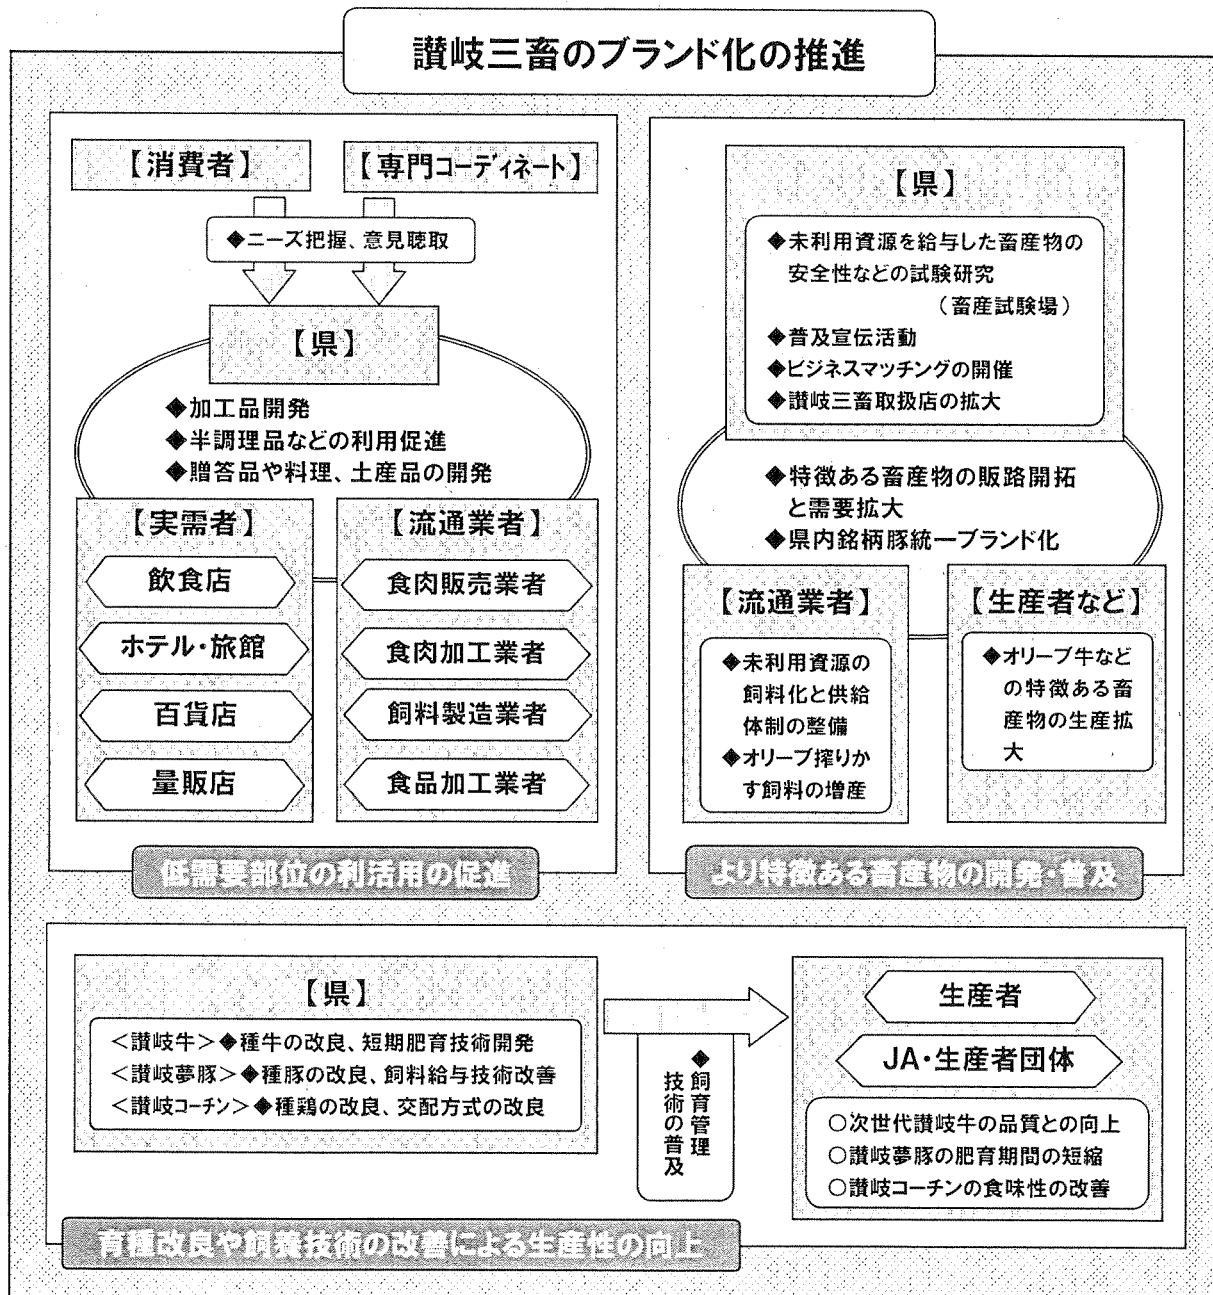 讃岐三畜のブランド化の推進
【消費者】
【専門コーディネート】
◆ニーズ把握、意見聴取
【県】
◆加工品開発
◆半調理品などの利用促進
◆贈答品や料理、土産品の開発
【実需者】
飲食店
ホテル・旅館
百貨店
量販店
【流通業者】
食肉販売業者
食肉加工業者
飼料製造業者
食品加工業者
低需要部位の利活用の促進
【県】
◆未利用資源を給与した畜産物の
安全性などの試験研究
（畜産試験場）
◆普及宣伝活動
◆ビジネスマッチングの開催
◆讃岐三畜取扱店の拡大
◆特徴ある畜産物の販路開拓
と需要拡大
◆県内銘柄豚統一ブランド化
【流通業者】
◆未利用資源の
飼料化と供給
体制の整備
◆オリーブ搾りか
す飼料の増産
【生産者など】
◆オリーブ牛など
の特徴ある畜
産物の生産拡
大
より特徴ある畜産物の開発・普及
【県】
＜讃岐牛＞◆種牛の改良、短期肥育技術開発
＜讃岐夢豚＞◆種豚の改良、飼料給与技術改善
＜讃岐コーチン＞◆種鶏の改良、交配方式の改良
◆飼育管理
技術の普及
生産者
JA・生産者団体
○次世代讃岐牛の品質との向上
○讃岐夢豚の肥育期間の短縮
○讃岐コーチンの食味性の改善
育種改良や飼養技術の改善による生産性の向上